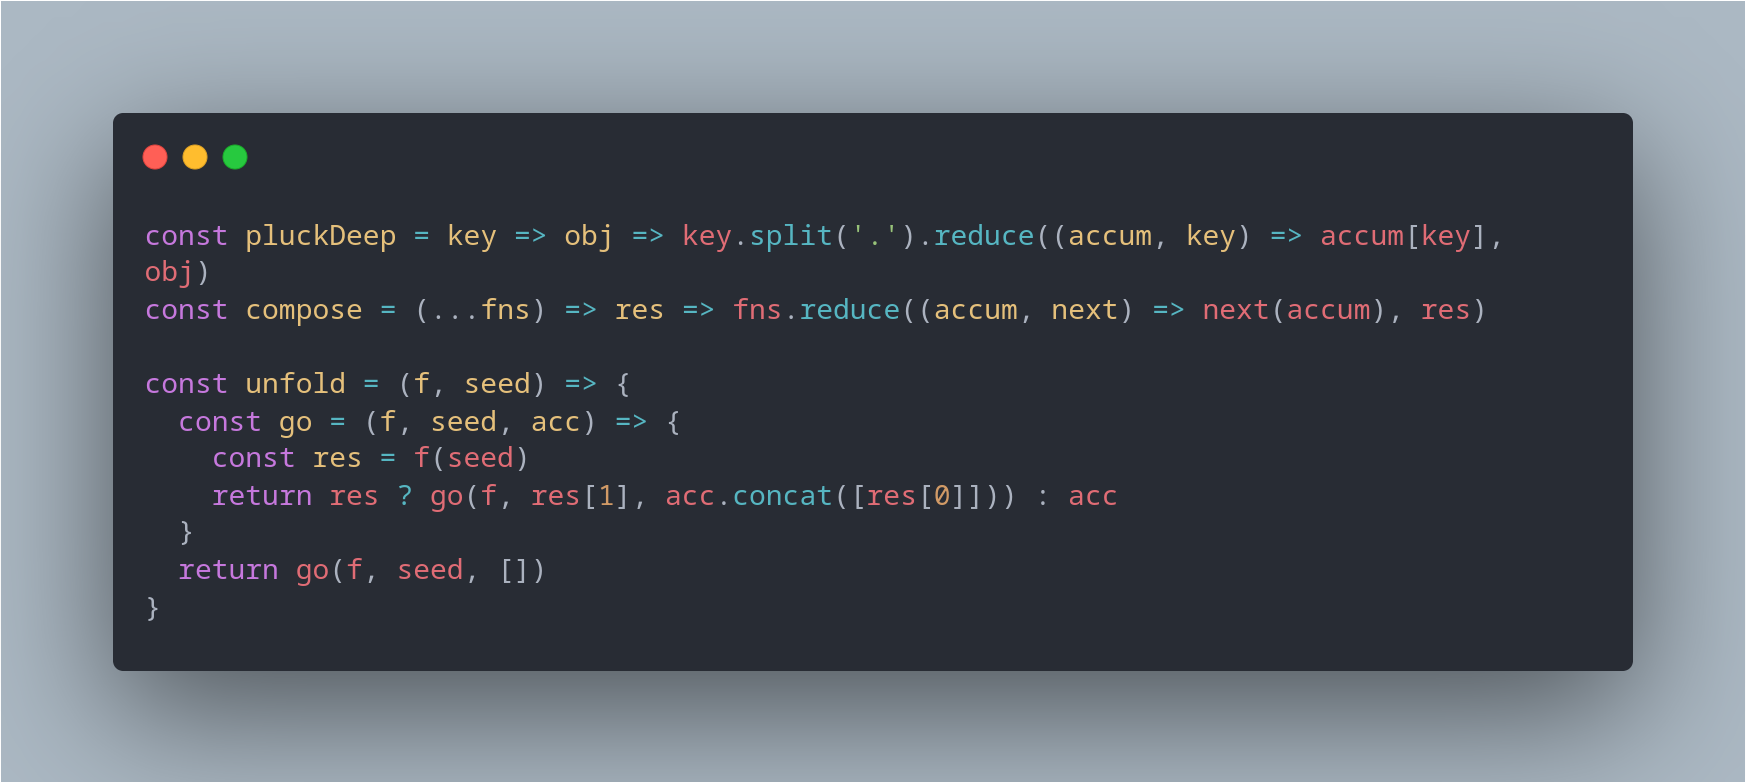 const pluckDeep = key => obj => key.split('.').reduce((accum, key) => accum[key],
obj)
const compose = (...fns) => res => fns.reduce((accum, next) => next(accum), res)

const unfold = (f, seed) => {
  const go = (f, seed, acc) => {
    const res = f(seed)
    return res ? go(f, res[1], acc.concat([res[0]])) : acc
  }
  return go(f, seed, [])
}